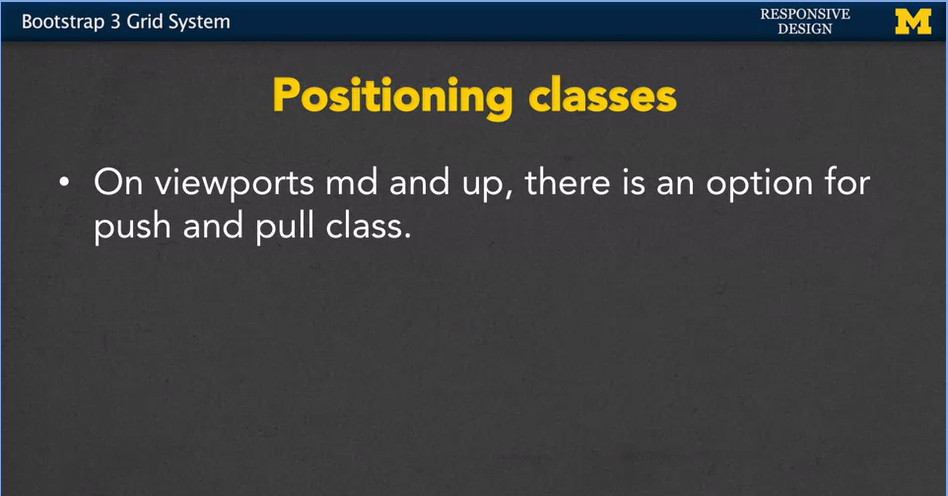 Bootstrap 3 Grid System
RESPONSIVE
DESIGN
M
Positioning classes
• On viewports md and up, there is an option for
push and pull class.